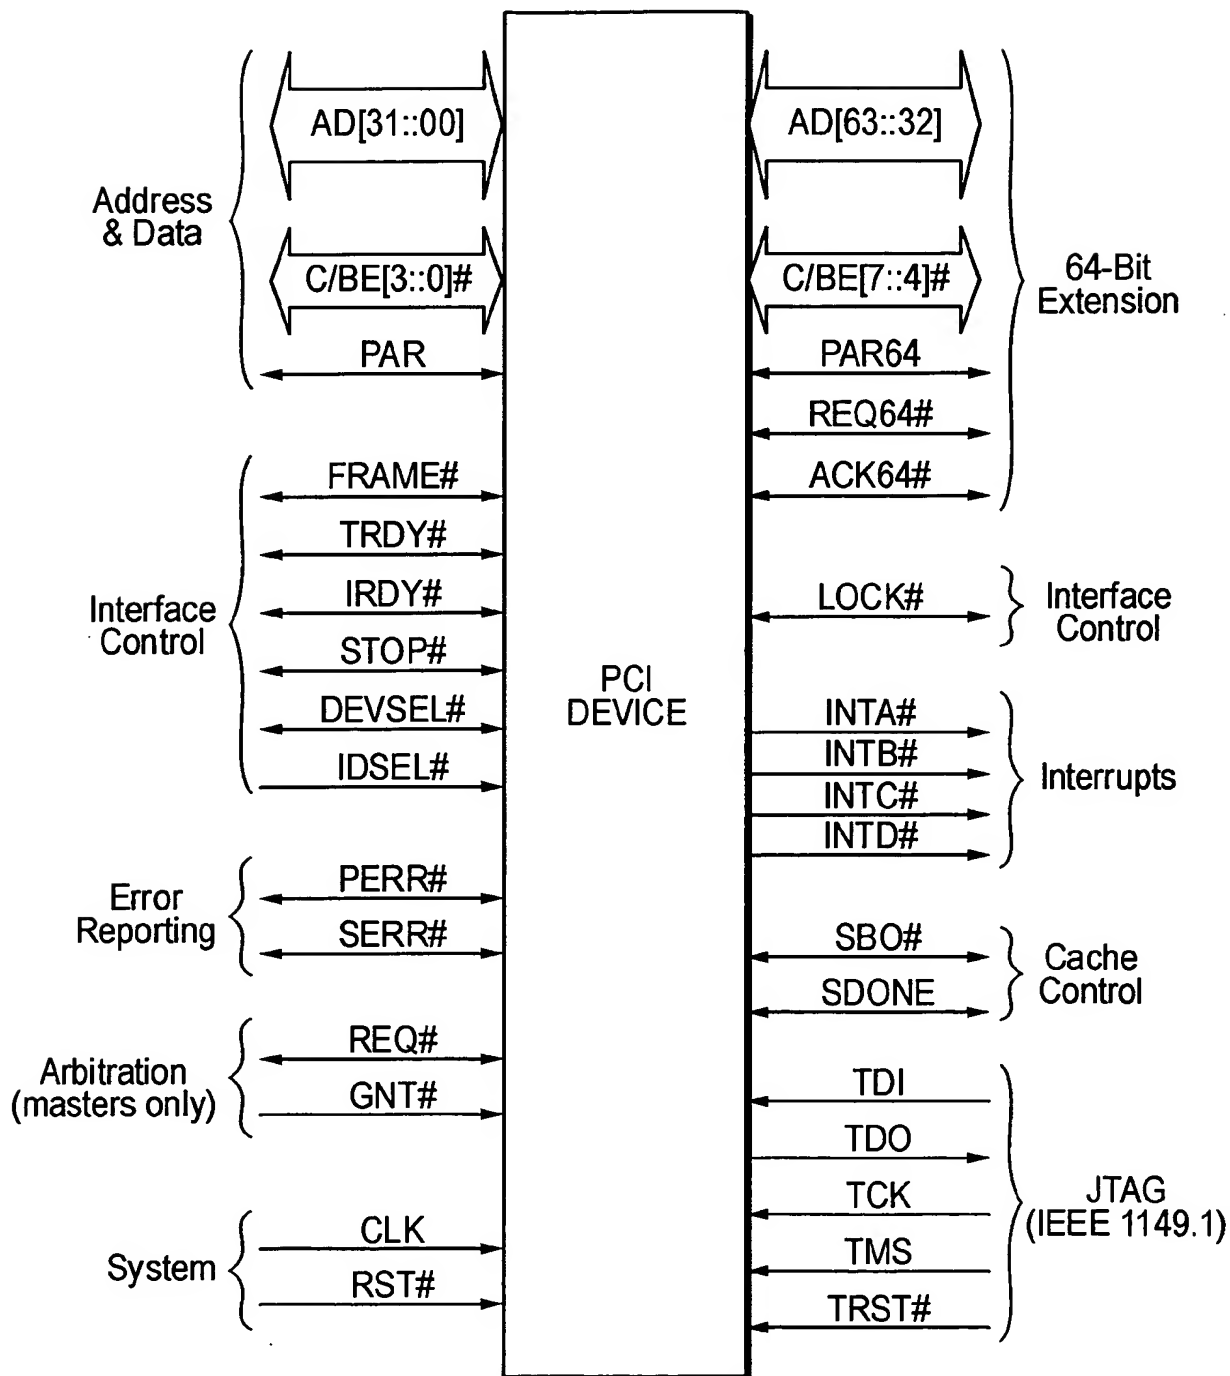 Address
& Data
AD[31::00]
C/BE[3::0]#
PAR
Interface
Control
FRAME#
TRDY#
IRDY#
STOP#
DEVSEL#
IDSEL#
Error
Reporting
PERR#
SERR#
Arbitration
(masters only)
REQ#
GNT#
System
CLK
RST#
PCI
DEVICE
AD[63::32]
C/BE[7::4]#
PAR64
REQ64#
ACK64#
64-Bit
Extension
LOCK#
Interface
Control
INTA#
INTB#
INTC#
INTD#
Interrupts
SBO#
SDONE
Cache
Control
TDI
TDO
TCK
TMS
TRST#
JTAG
(IEEE 1149.1)